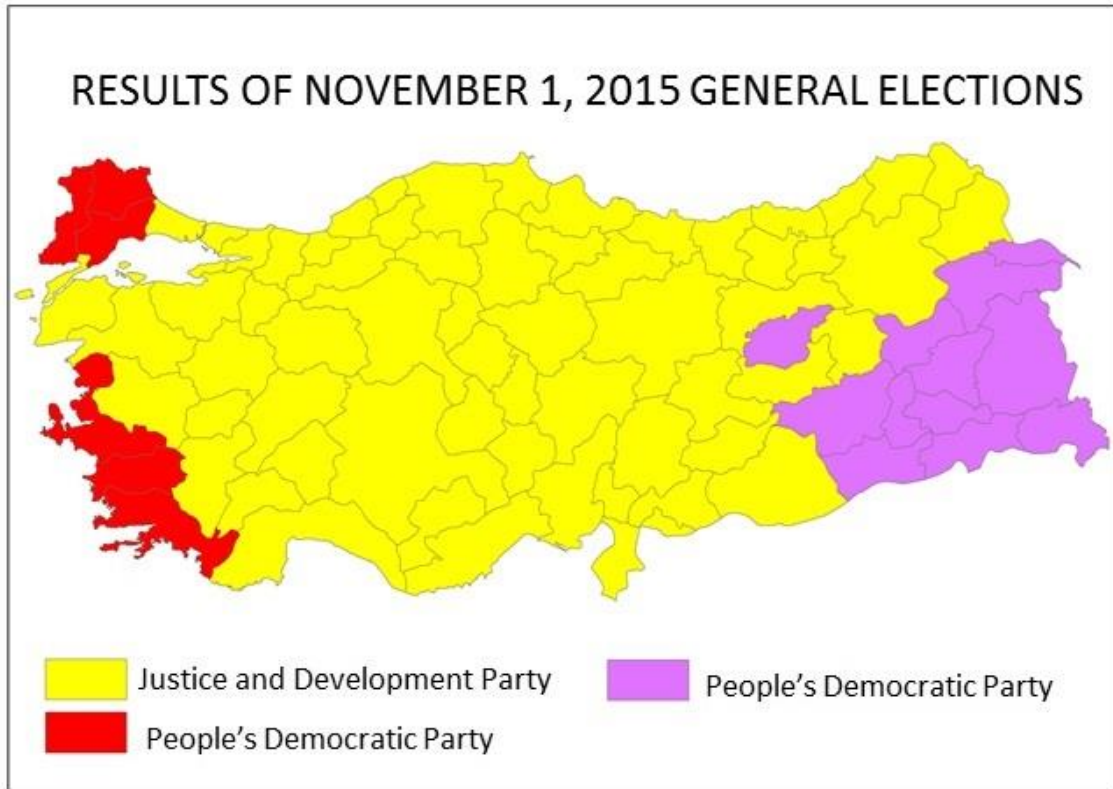 RESULTS OF NOVEMBER 1, 2015 GENERAL ELECTIONS
Justice and Development Party
People's Democratic Party
People's Democratic Party